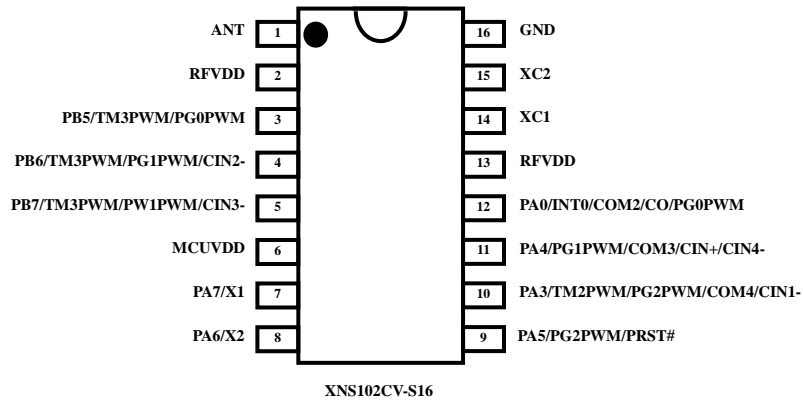 ANT 1 16 GND
RFVDD 2 15 XC2
PB5/TM3PWM/PG0PWM 3 14 XC1
PB6/TM3PWM/PG1PWM/CIN2- 4 13 RFVDD
PB7/TM3PWM/PW1PWM/CIN3- 5 12 PA0/INT0/COM2/CO/PG0PWM
MCUVDD 6 11 PA4/PG1PWM/COM3/CIN+/CIN4-
PA7/X1 7 10 PA3/TM2PWM/PG2PWM/COM4/CIN1-
PA6/X2 8 9 PA5/PG2PWM/PRST#
XNS102CV-S16